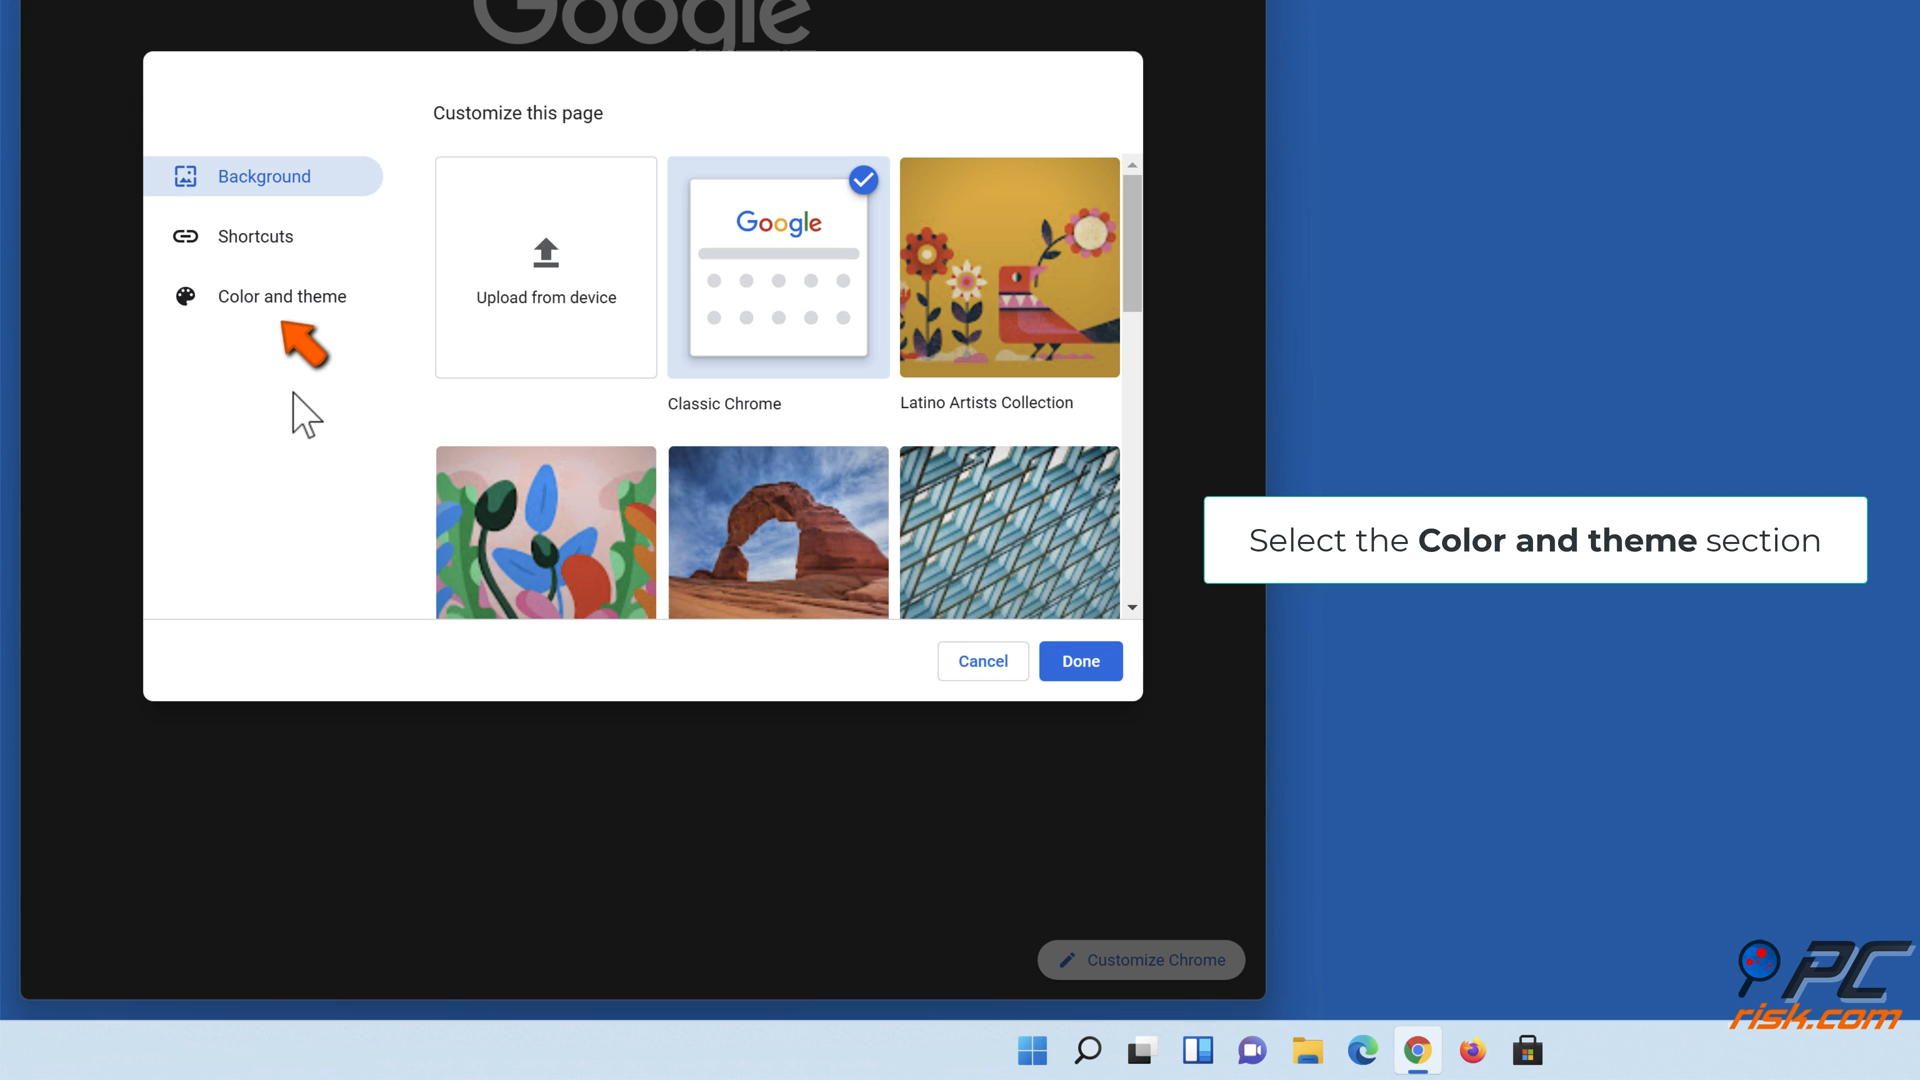 Google
Customize this page
Background
Shortcuts
Color and theme
Upload from device
Google
Classic Chrome
Latino Artists Collection
Select the Color and theme section
Cancel
Done
Customize Chrome
PC
risk.com